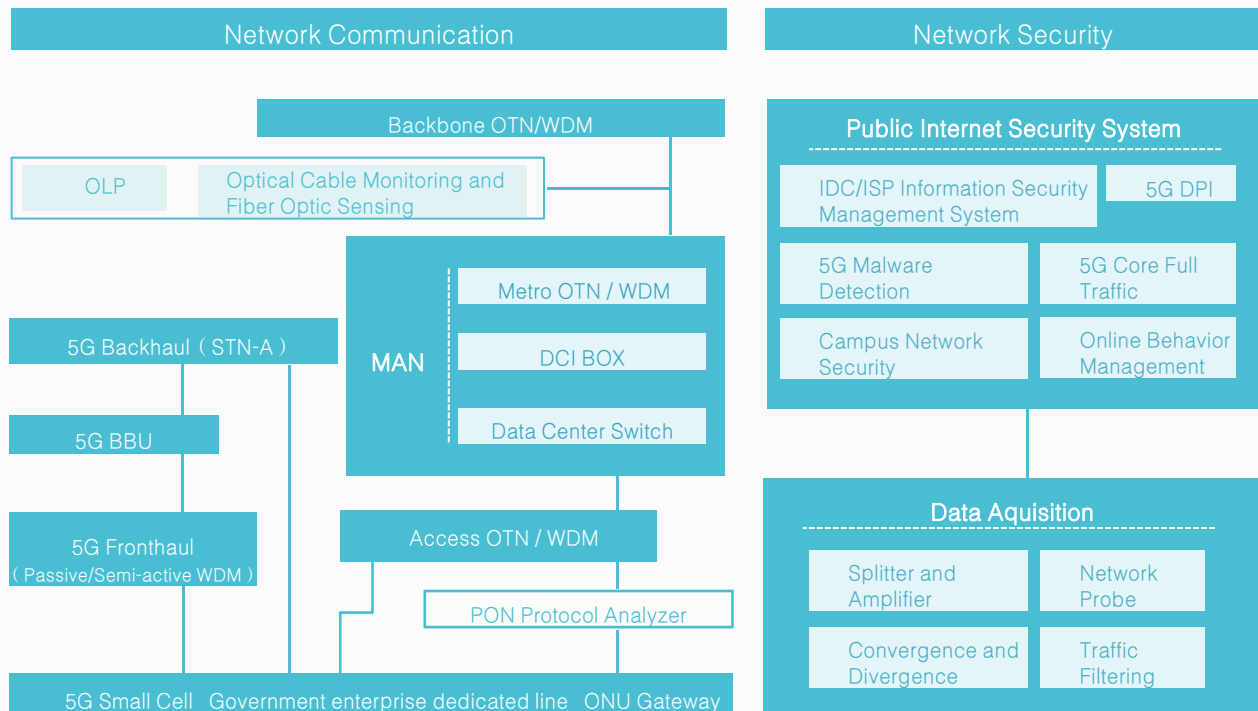 Network Communication
Backbone OTN/WDM
OLP
Optical Cable Monitoring and
Fiber Optic Sensing
MAN
Metro OTN / WDM
DCI BOX
Data Center Switch
5G Backhaul ( STN-A )
5G BBU
5G Fronthaul
( Passive/Semi-active WDM )
Access OTN / WDM
PON Protocol Analyzer
5G Small Cell Government enterprise dedicated line ONU Gateway
Network Security
Public Internet Security System
IDC/ISP Information Security
Management System
5G DPI
5G Malware
Detection
5G Core Full
Traffic
Campus Network
Security
Online Behavior
Management
Data Aquisition
Splitter and
Amplifier
Network
Probe
Convergence and
Divergence
Traffic
Filtering